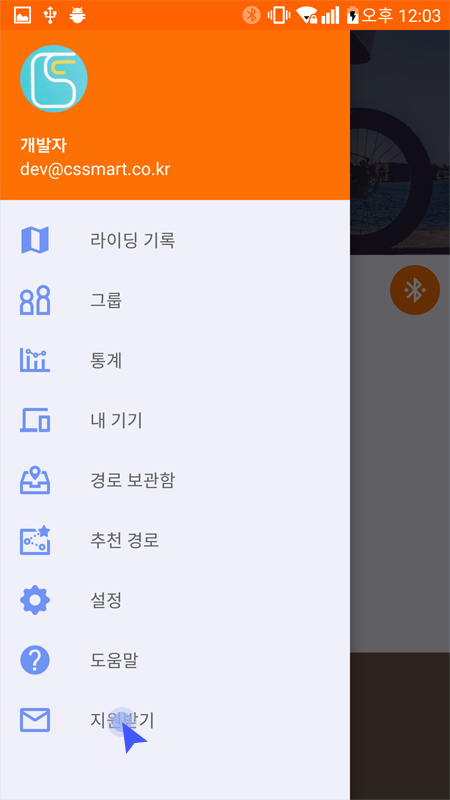 오후 12:03
개발자
dev@cssmart.co.kr
라이딩 기록
그룹
통계
내 기기
경로 보관함
추천 경로
설정
도움말
지원받기